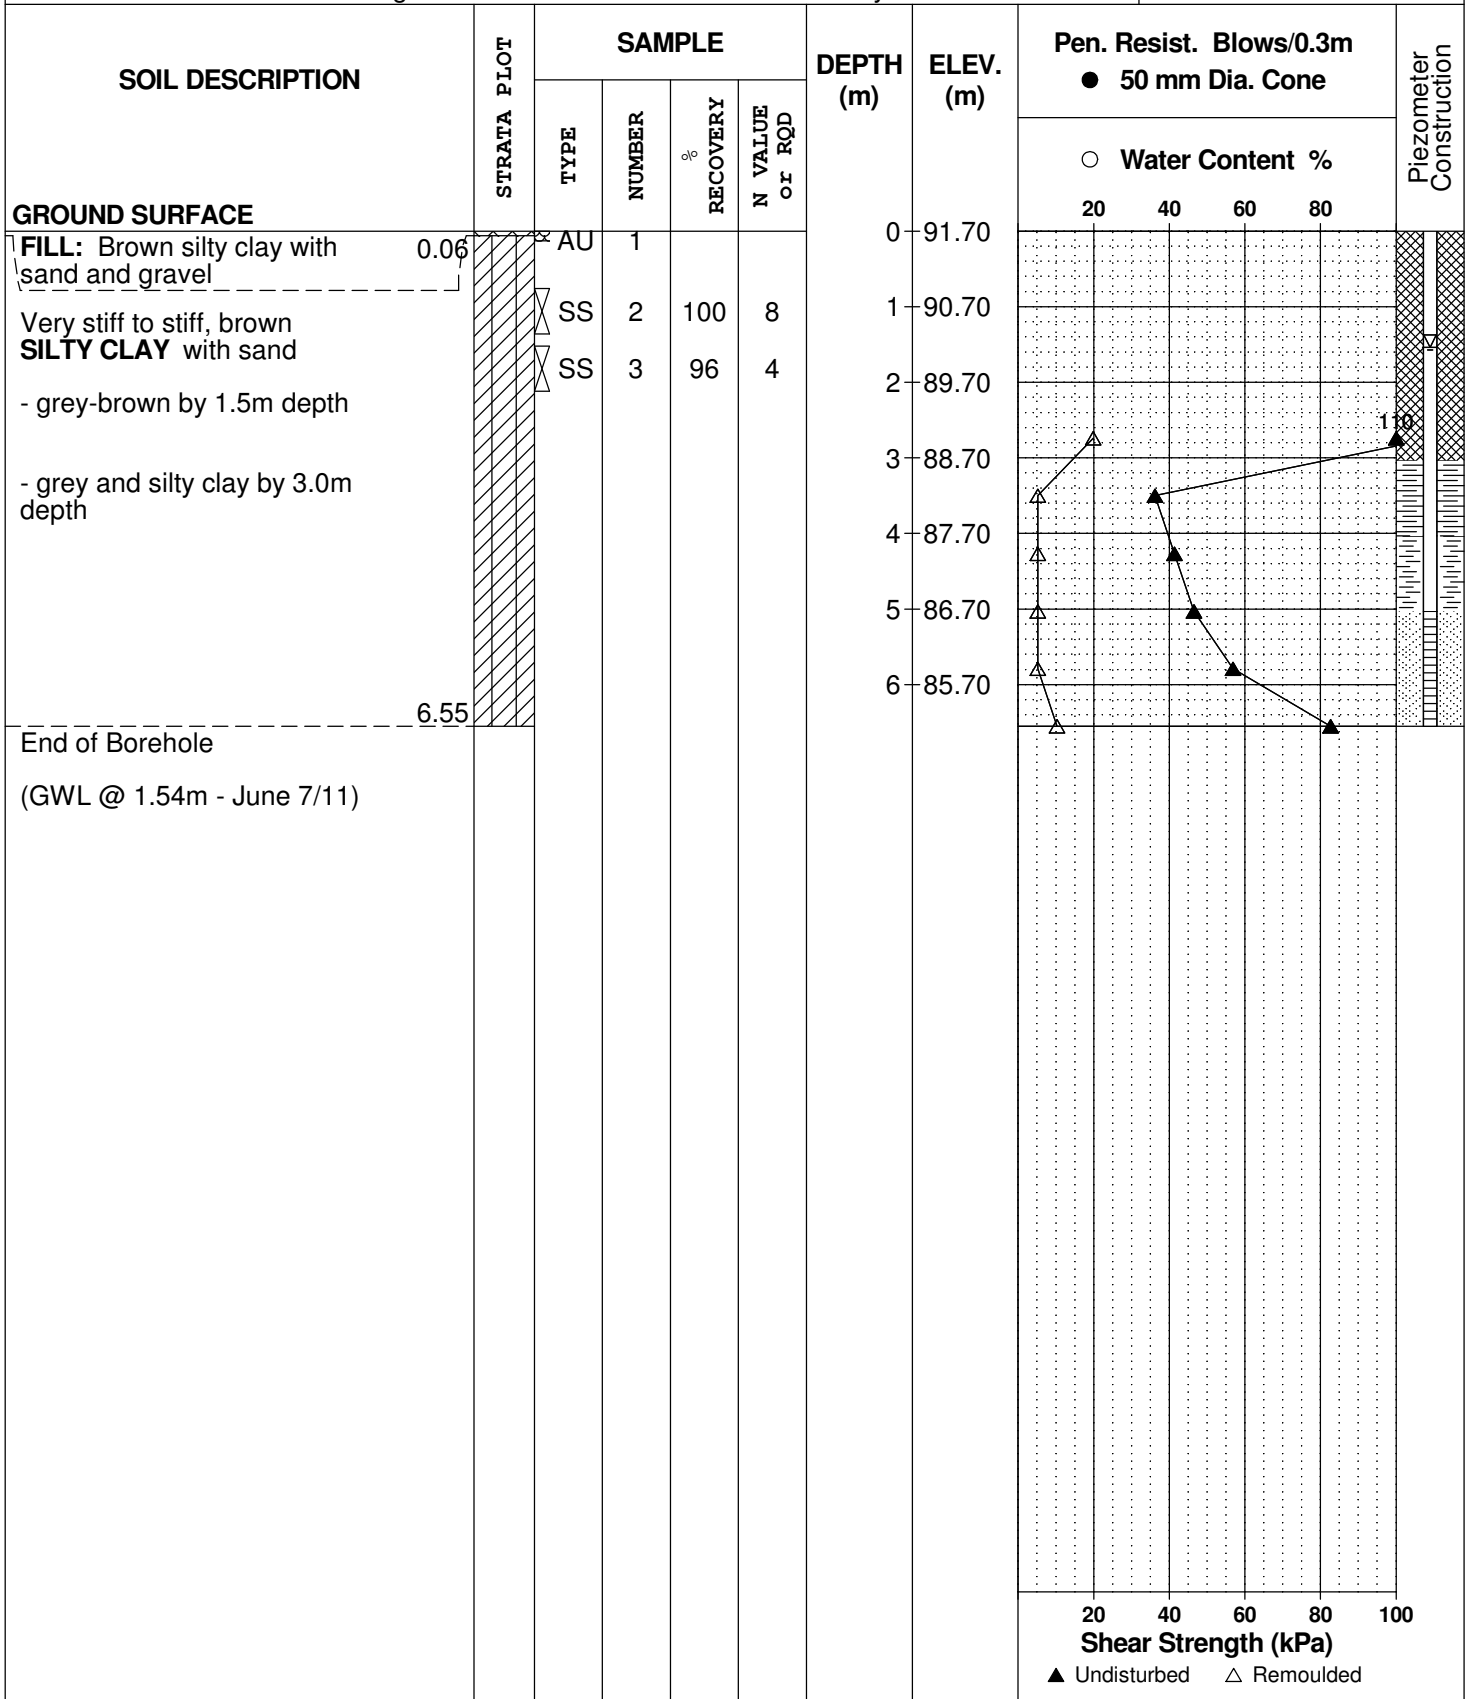 SOIL DESCRIPTION
STRATA PLOT
SAMPLE
TYPE
NUMBER
% RECOVERY
N VALUE or RQD
DEPTH (m)
ELEV. (m)
Pen. Resist. Blows/0.3m
● 50 mm Dia. Cone
○ Water Content %
20 40 60 80
Piezometer Construction
GROUND SURFACE
0 91.70
FILL: Brown silty clay with 0.06 AU 1
sand and gravel
SS 2 100 8 1 90.70
Very stiff to stiff, brown
SILTY CLAY with sand
SS 3 96 4 2 89.70
- grey-brown by 1.5m depth
110
3 88.70
- grey and silty clay by 3.0m
depth
4 87.70
5 86.70
6 85.70
6.55
End of Borehole
(GWL @ 1.54m - June 7/11)
20 40 60 80 100
Shear Strength (kPa)
▲ Undisturbed △ Remoulded